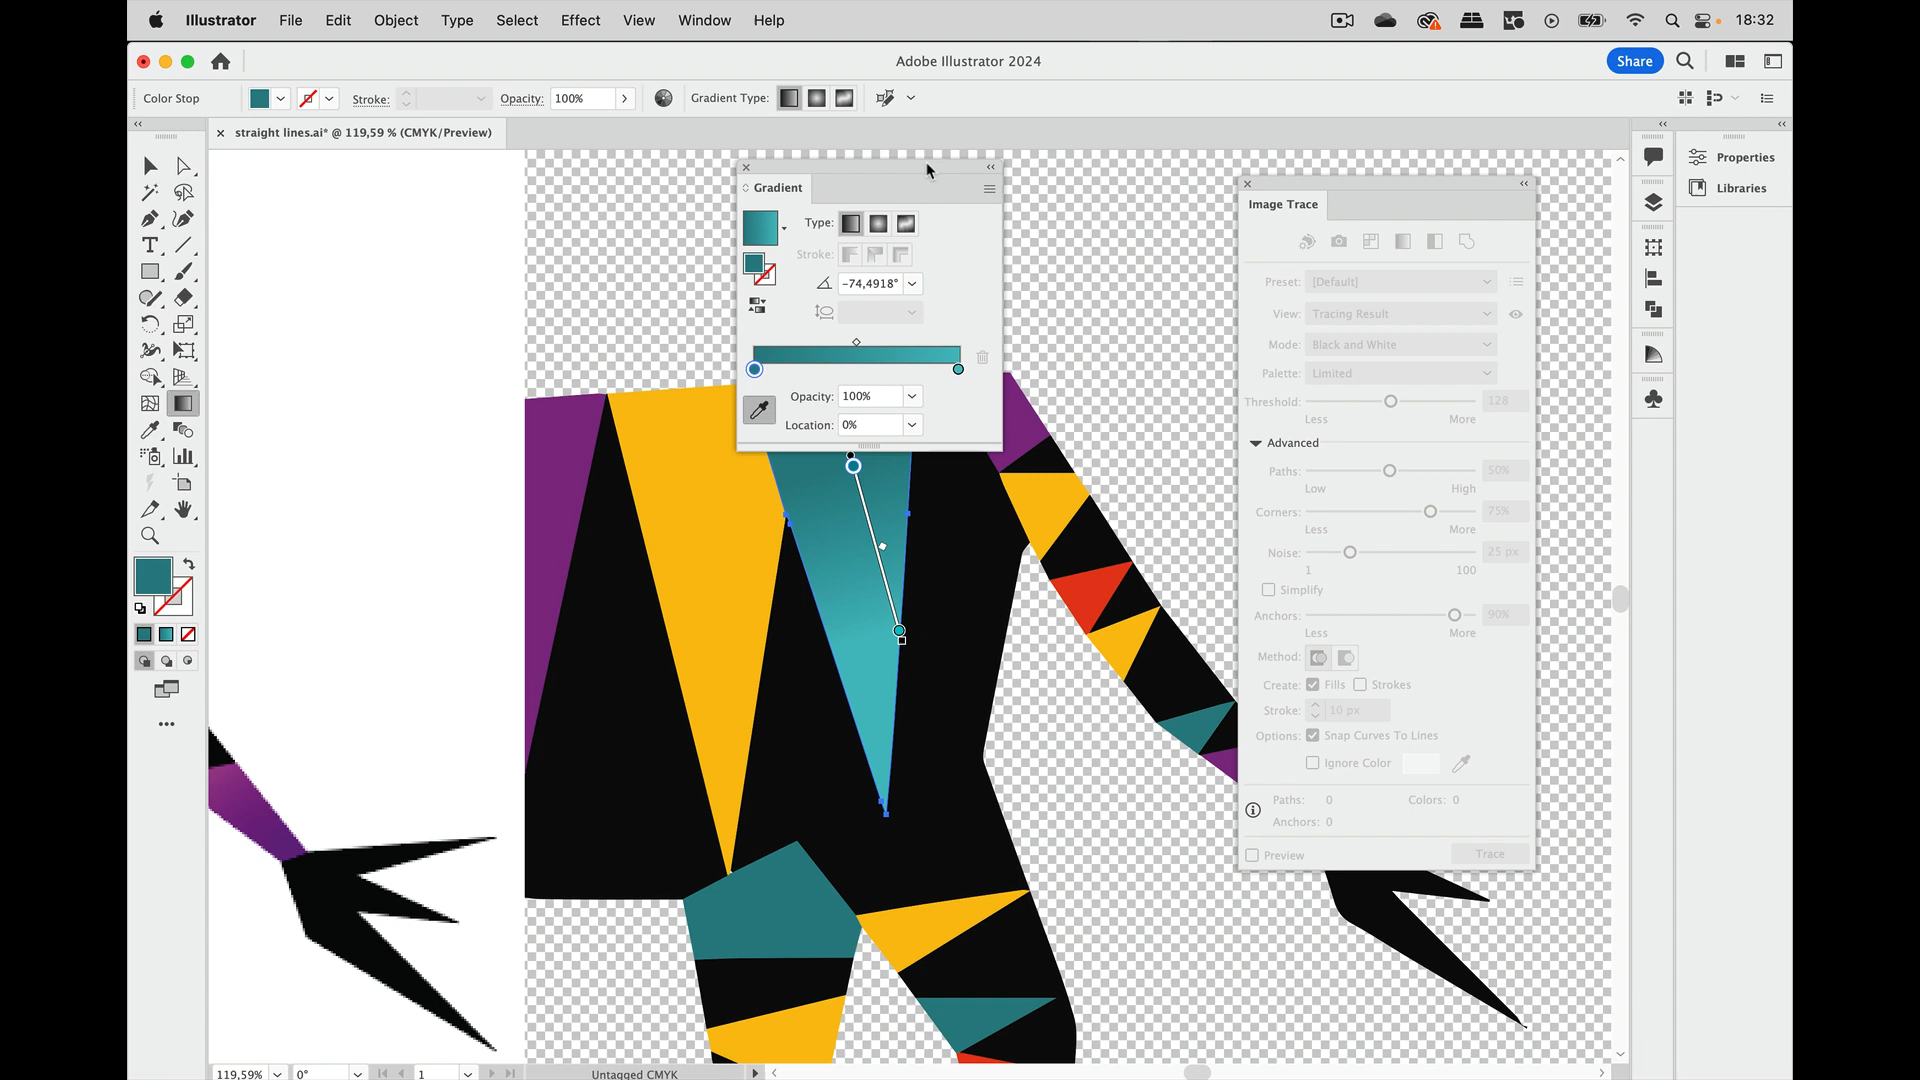 Illustrator File Edit Object Type Select Effect View Window Help 18:32
Adobe Illustrator 2024 Share
Color Stop Stroke: Opacity: 100% Gradient Type:
straight lines.ai* @ 119,59 % (CMYK/Preview)
Gradient
Type:
Stroke:
-74,4918°
Opacity: 100%
Location: 0%
Image Trace
Preset: [Default]
View: Tracing Result
Mode: Black and White
Palette: Limited
Threshold: 128
Less More
Advanced
Paths: 50%
Low High
Corners: 75%
Less More
Noise: 25 px
1 100
Simplify
Anchors: 90%
Less More
Method:
Create: Fills Strokes
Stroke: 10 px
Options: Snap Curves To Lines
Ignore Color
Paths: 0 Colors: 0
Anchors: 0
Preview Trace
Properties
Libraries
119,59% 0° 1 Untagged CMYK